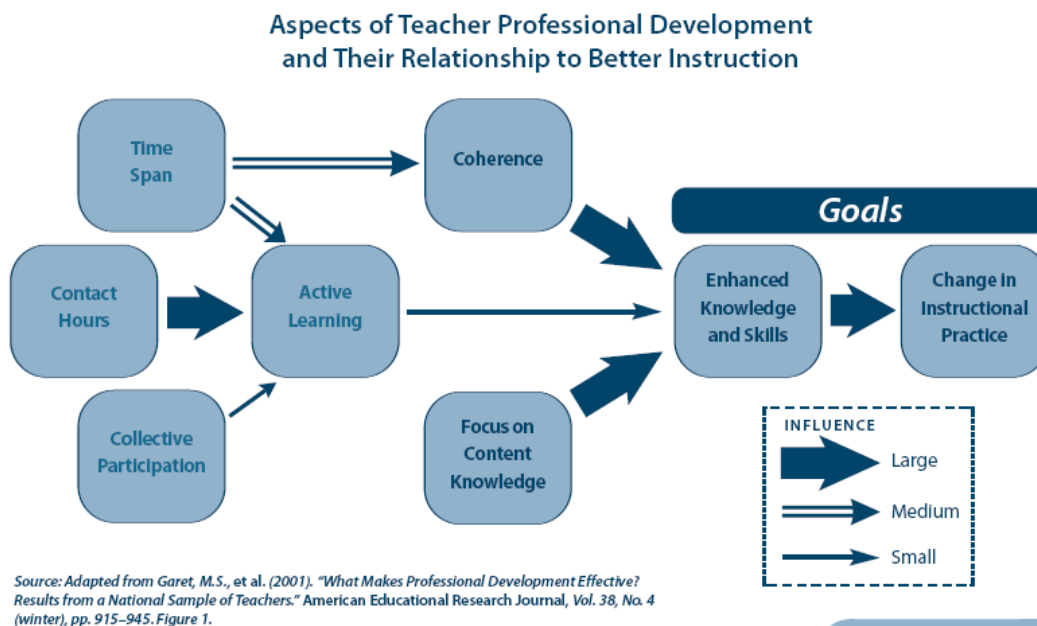 Aspects of Teacher Professional Development
and Their Relationship to Better Instruction
Time
Span
Coherence
Goals
Contact
Hours
Active
Learning
Enhanced
Knowledge
and Skills
Change in
Instructional
Practice
Collective
Participation
Focus on
Content
Knowledge
INFLUENCE
Large
Medium
Small
Source: Adapted from Garet, M.S., et al. (2001). "What Makes Professional Development Effective?
Results from a National Sample of Teachers." American Educational Research Journal, Vol. 38, No. 4
(winter), pp. 915–945. Figure 1.